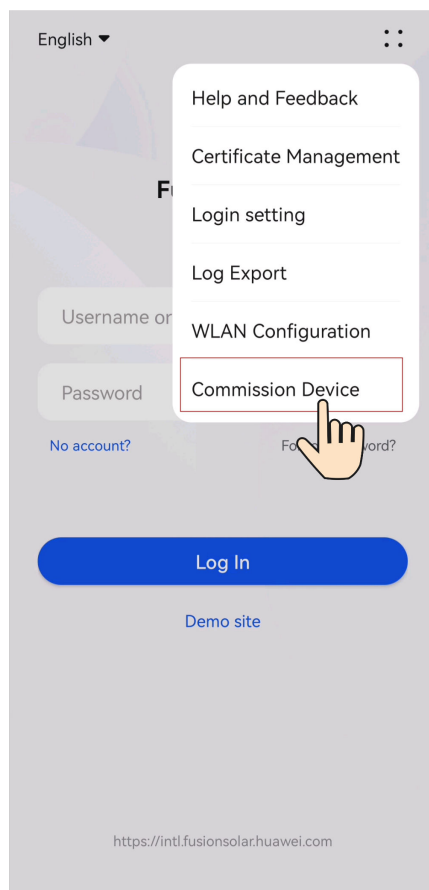 English
Help and Feedback
Certificate Management
Login setting
Log Export
Username or
WLAN Configuration
Password
Commission Device
No account?
Log In
Demo site
https://intl.fusionsolar.huawei.com